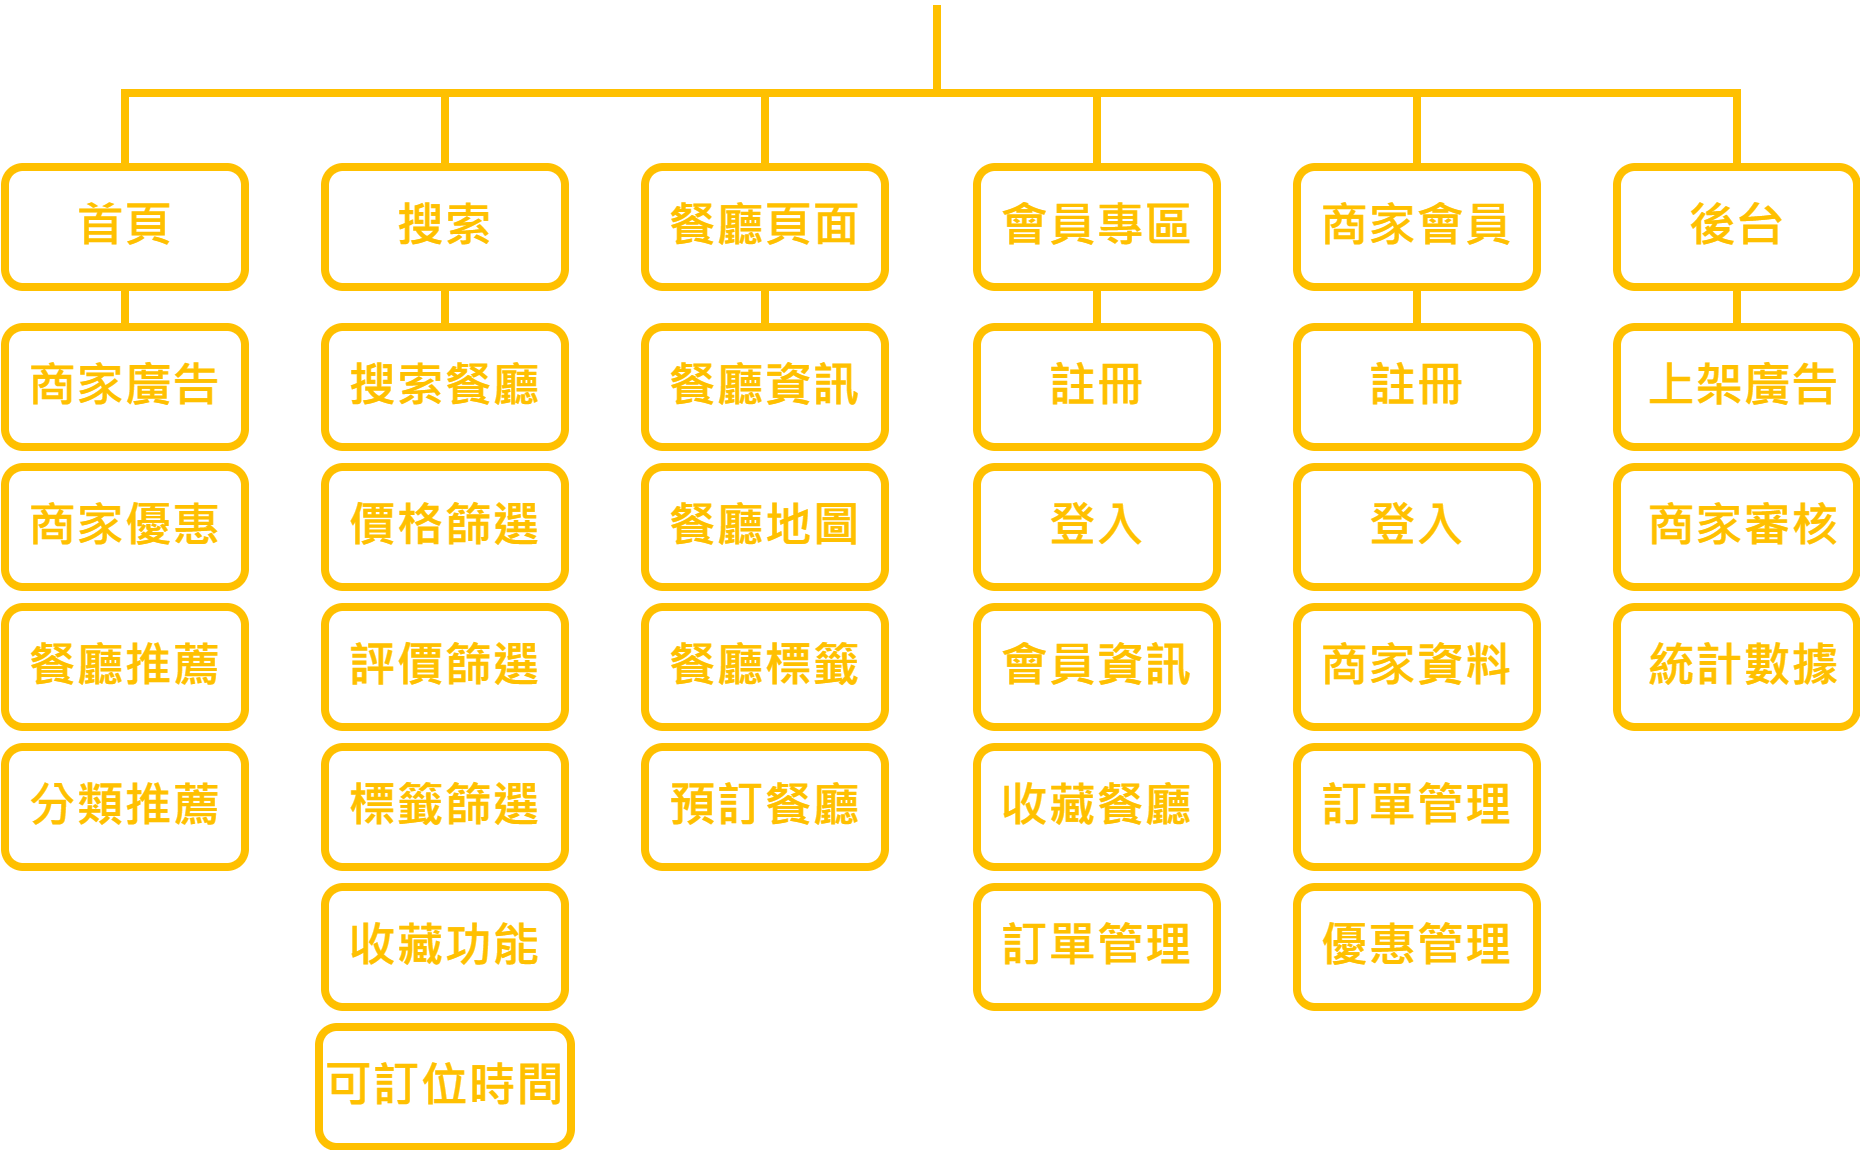 首頁
搜索
餐廳頁面
會員專區
商家會員
後台
商家廣告
搜索餐廳
餐廳資訊
註冊
註冊
上架廣告
商家優惠
價格篩選
餐廳地圖
登入
登入
商家審核
餐廳推薦
評價篩選
餐廳標籤
會員資訊
商家資料
統計數據
分類推薦
標籤篩選
預訂餐廳
收藏餐廳
訂單管理
收藏功能
訂單管理
優惠管理
可訂位時間